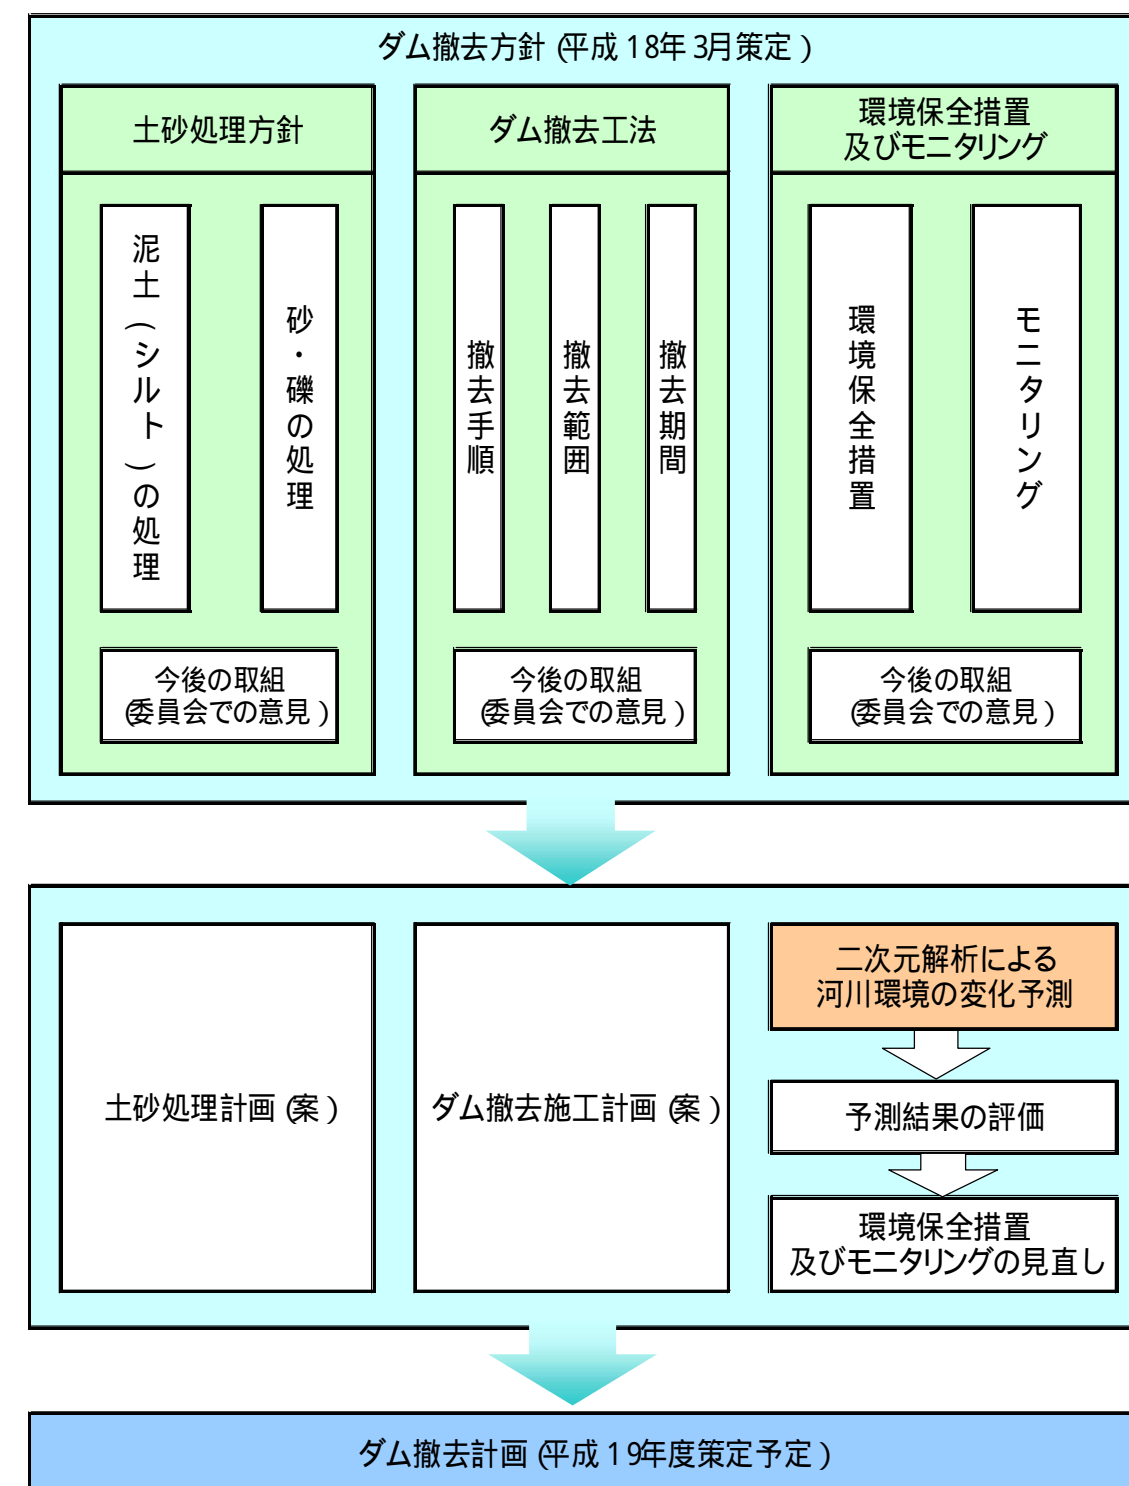 ダム撤去方針（平成18年3月策定）
土砂処理方針
泥土（シルト）の処理
砂・礫の処理
今後の取組
（委員会での意見）
ダム撤去工法
撤去手順
撤去範囲
撤去期間
今後の取組
（委員会での意見）
環境保全措置
及びモニタリング
環境保全措置
モニタリング
今後の取組
（委員会での意見）
土砂処理計画（案）
ダム撤去施工計画（案）
二次元解析による
河川環境の変化予測
予測結果の評価
環境保全措置
及びモニタリングの見直し
ダム撤去計画（平成19年度策定予定）